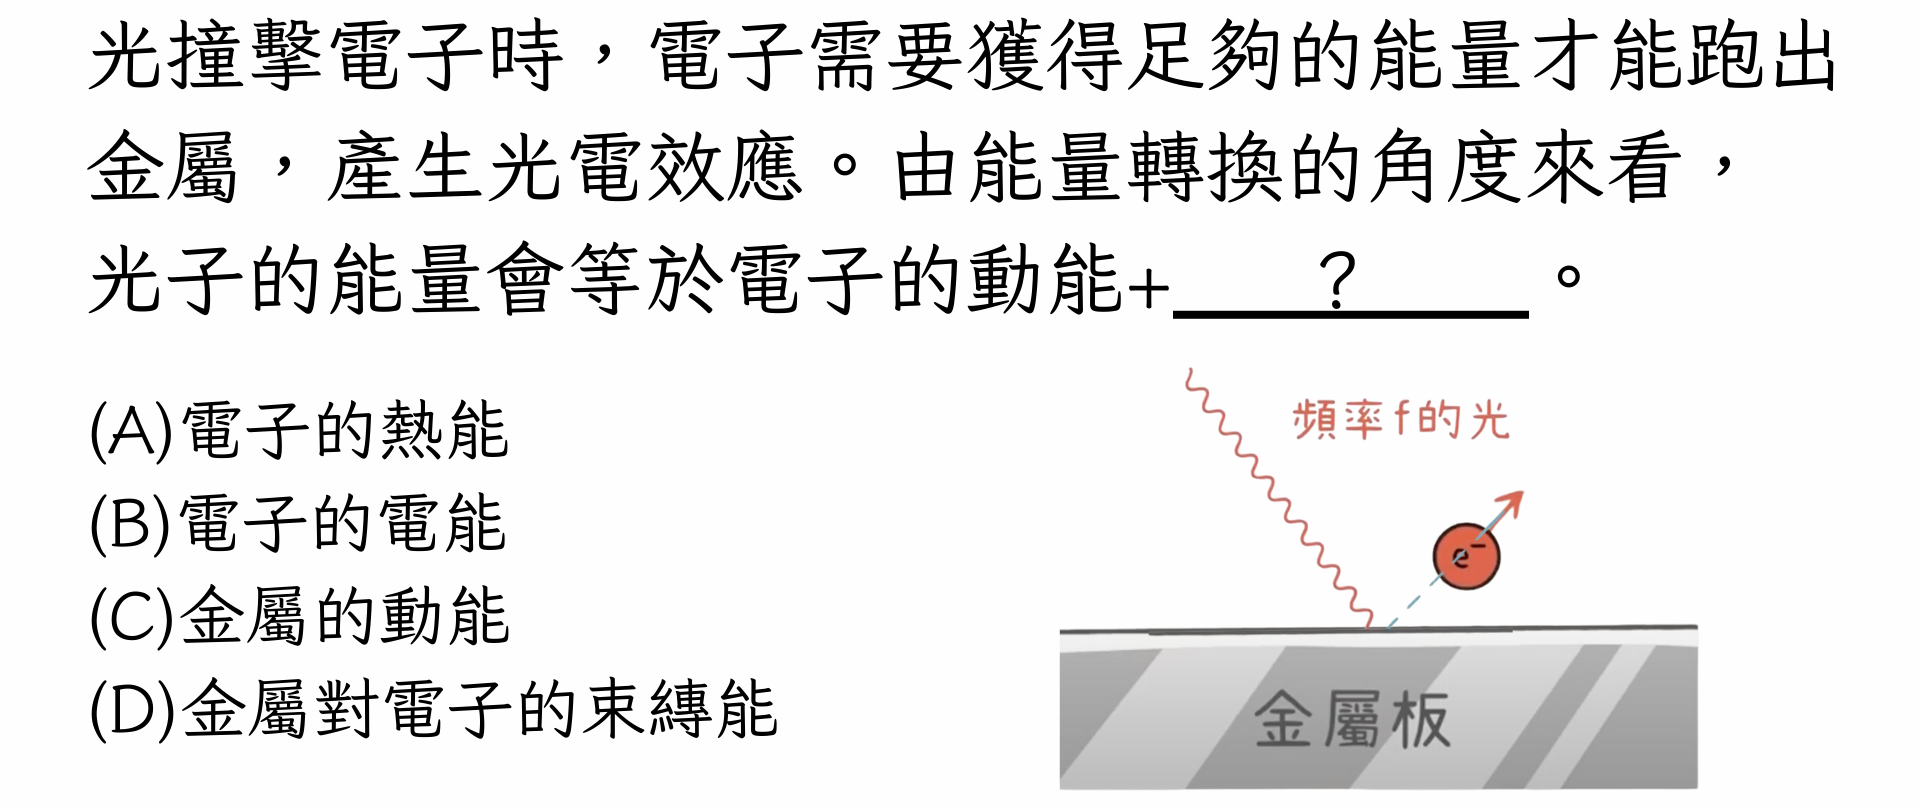 光撞擊電子時，電子需要獲得足夠的能量才能跑出
金屬，產生光電效應。由能量轉換的角度來看，
光子的能量會等於電子的動能+ ? 。
(A)電子的熱能
(B)電子的電能
(C)金屬的動能
(D)金屬對電子的束縛能
頻率f的光
e⁻
金屬板